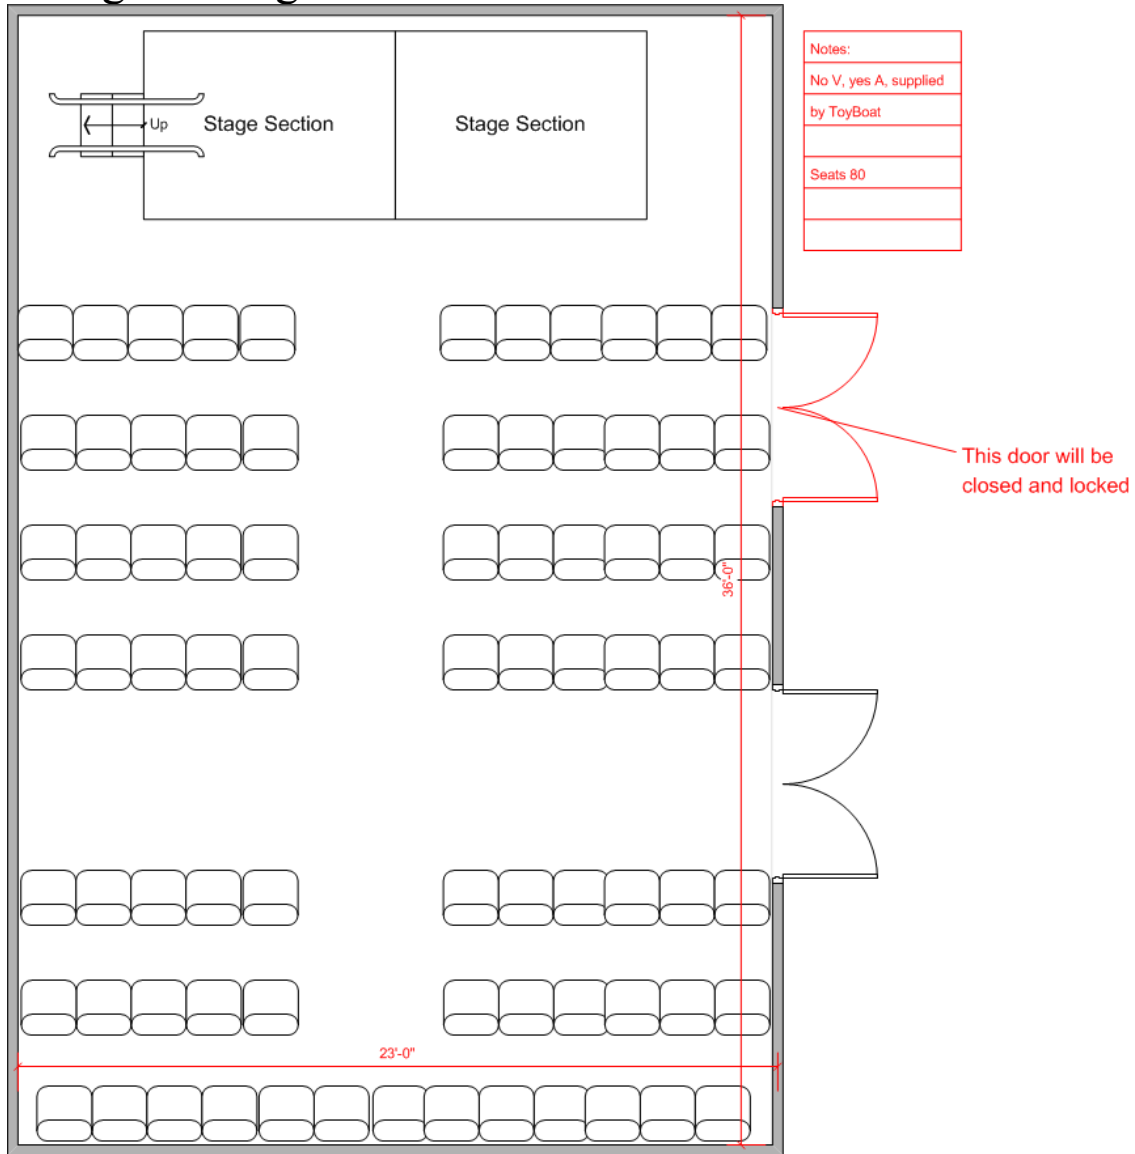 Notes:
No V, yes A, supplied
by ToyBoat
Seats 80
Up
Stage Section
Stage Section
This door will be
closed and locked
36'-0"
23'-0"